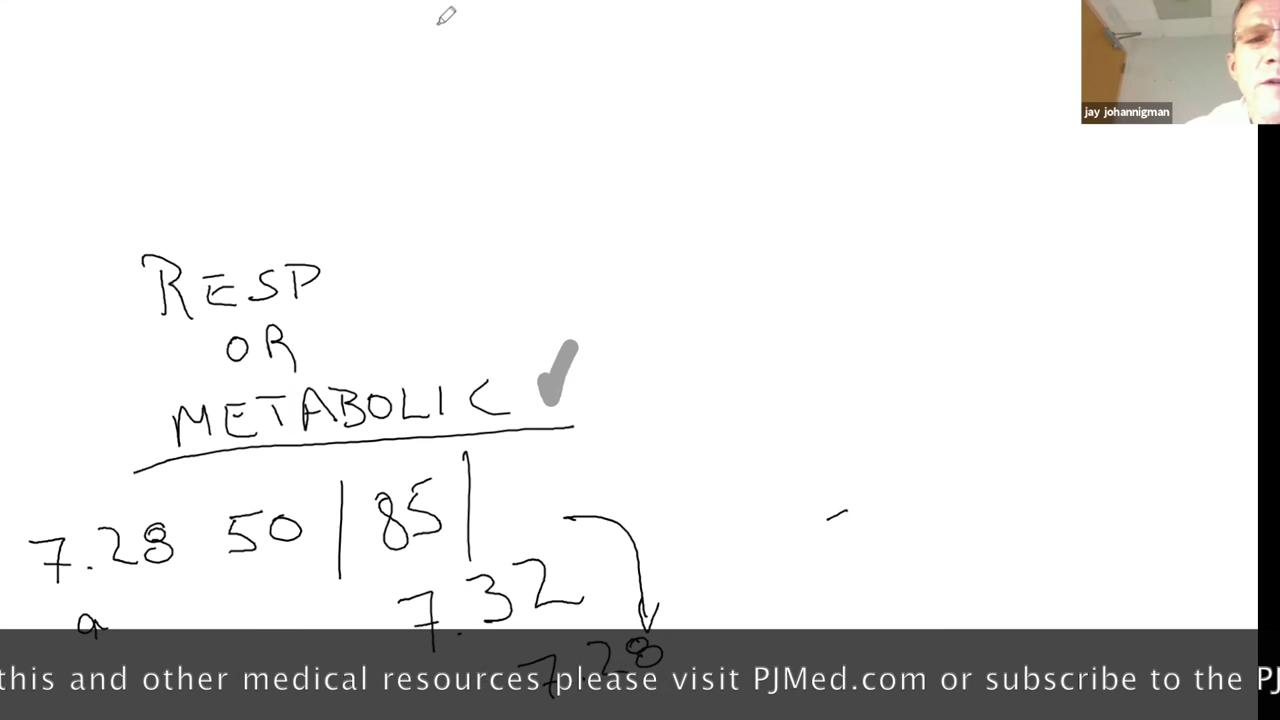 jay johannigman
RESP
OR
METABOLIC ✓
7.28 50 | 85 |
a
7.32
7.28
this and other medical resources please visit PJMed.com or subscribe to the PJ